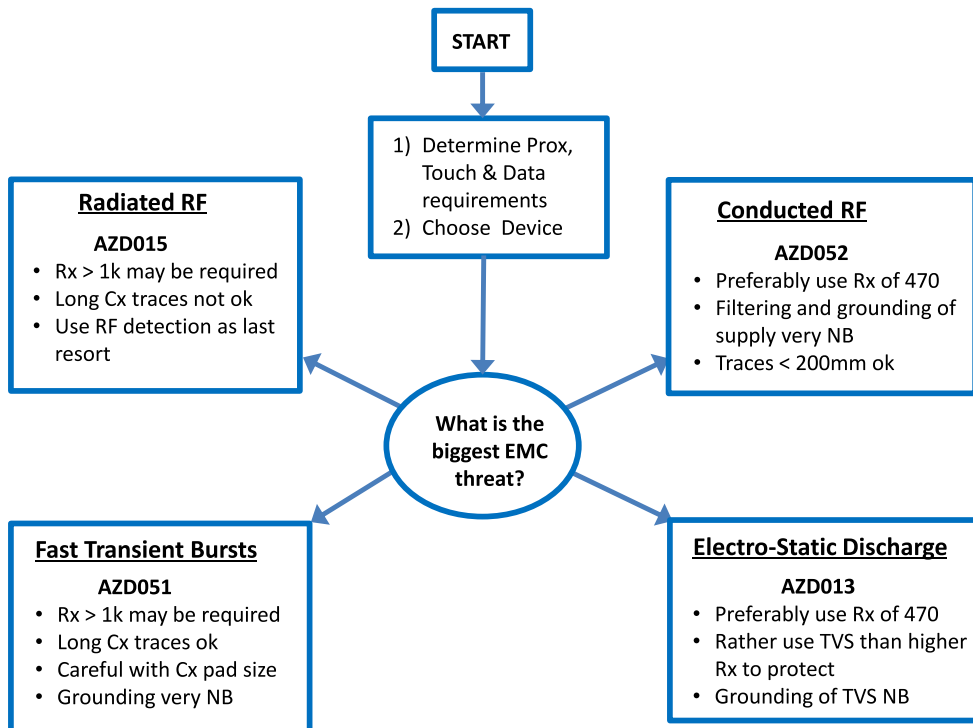 START
1) Determine Prox,
Touch & Data
requirements
2) Choose Device
Radiated RF
AZD015
• Rx > 1k may be required
• Long Cx traces not ok
• Use RF detection as last
resort
Conducted RF
AZD052
• Preferably use Rx of 470
• Filtering and grounding of
supply very NB
• Traces < 200mm ok
What is the
biggest EMC
threat?
Fast Transient Bursts
AZD051
• Rx > 1k may be required
• Long Cx traces ok
• Careful with Cx pad size
• Grounding very NB
Electro-Static Discharge
AZD013
• Preferably use Rx of 470
• Rather use TVS than higher
Rx to protect
• Grounding of TVS NB